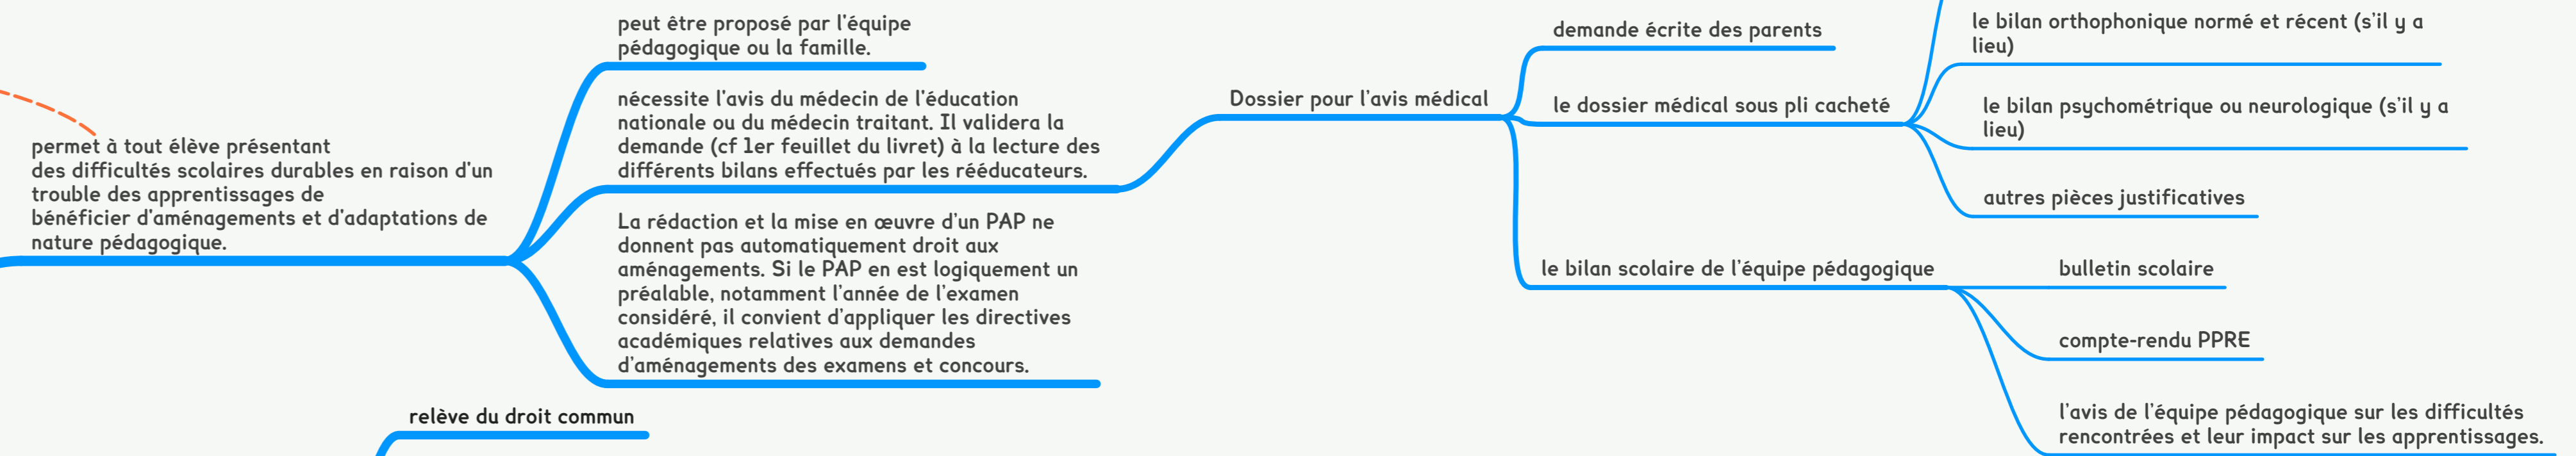 permet à tout élève présentant
des difficultés scolaires durables en raison d'un
trouble des apprentissages de
bénéficier d'aménagements et d'adaptations de
nature pédagogique.
peut être proposé par l'équipe
pédagogique ou la famille.
nécessite l'avis du médecin de l'éducation
nationale ou du médecin traitant. Il validera la
demande (cf 1er feuillet du livret) à la lecture des
différents bilans effectués par les rééducateurs.
La rédaction et la mise en œuvre d'un PAP ne
donnent pas automatiquement droit aux
aménagements. Si le PAP en est logiquement un
préalable, notamment l'année de l'examen
considéré, il convient d'appliquer les directives
académiques relatives aux demandes
d'aménagements des examens et concours.
Dossier pour l'avis médical
demande écrite des parents
le dossier médical sous pli cacheté
le bilan orthophonique normé et récent (s'il y a
lieu)
le bilan psychométrique ou neurologique (s'il y a
lieu)
autres pièces justificatives
le bilan scolaire de l'équipe pédagogique
bulletin scolaire
compte-rendu PPRE
l'avis de l'équipe pédagogique sur les difficultés
rencontrées et leur impact sur les apprentissages.
relève du droit commun